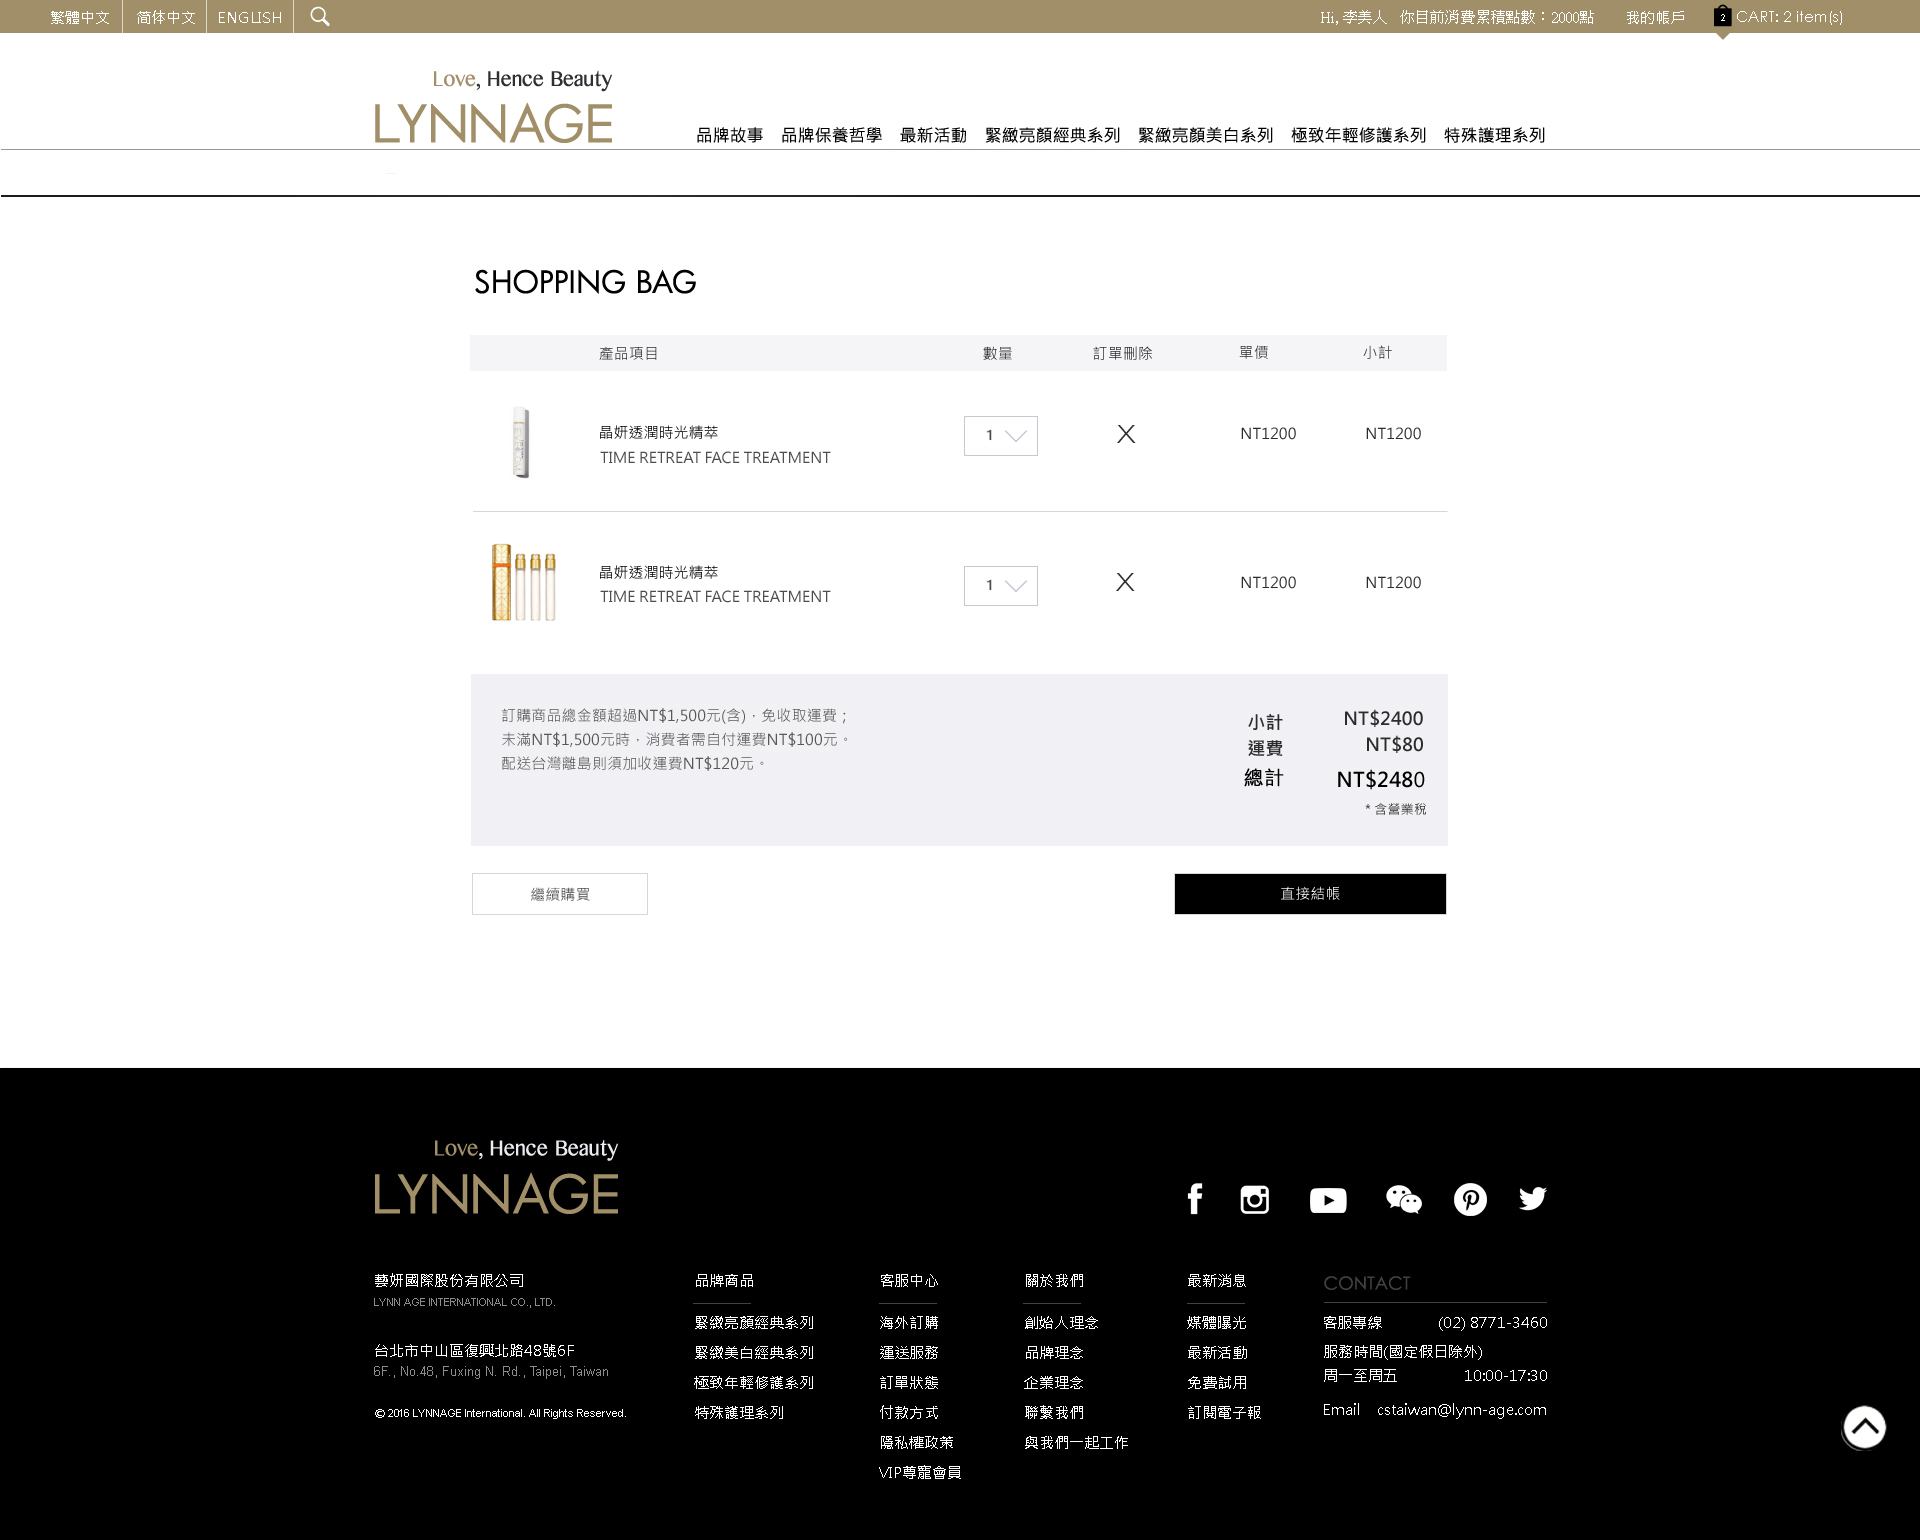 繁體中文 简体中文 ENGLISH Hi, 李美人 你目前消費累積點數：2000點 我的帳戶 2 CART: 2 item(s)
Love, Hence Beauty
LYNNAGE
品牌故事 品牌保養哲學 最新活動 緊緻亮顏經典系列 緊緻亮顏美白系列 極致年輕修護系列 特殊護理系列
SHOPPING BAG
產品項目 數量 訂單刪除 單價 小計
晶妍透潤時光精萃
TIME RETREAT FACE TREATMENT
1 X NT1200 NT1200
晶妍透潤時光精萃
TIME RETREAT FACE TREATMENT
1 X NT1200 NT1200
訂購商品總金額超過NT$1,500元(含)，免收取運費；
未滿NT$1,500元時，消費者需自付運費NT$100元。
配送台灣離島則須加收運費NT$120元。
小計 NT$2400
運費 NT$80
總計 NT$2480
* 含營業稅
繼續購買 直接結帳
Love, Hence Beauty
LYNNAGE
藝妍國際股份有限公司
LYNN AGE INTERNATIONAL CO., LTD.
台北市中山區復興北路48號6F
6F., No.48, Fuxing N. Rd., Taipei, Taiwan
© 2016 LYNNAGE International. All Rights Reserved.
品牌商品
緊緻亮顏經典系列
緊緻美白經典系列
極致年輕修護系列
特殊護理系列
客服中心
海外訂購
運送服務
訂單狀態
付款方式
隱私權政策
VIP尊寵會員
關於我們
創始人理念
品牌理念
企業理念
聯繫我們
與我們一起工作
最新消息
媒體曝光
最新活動
免費試用
訂閱電子報
CONTACT
客服專線 (02) 8771-3460
服務時間(國定假日除外)
周一至周五 10:00-17:30
Email cstaiwan@lynn-age.com